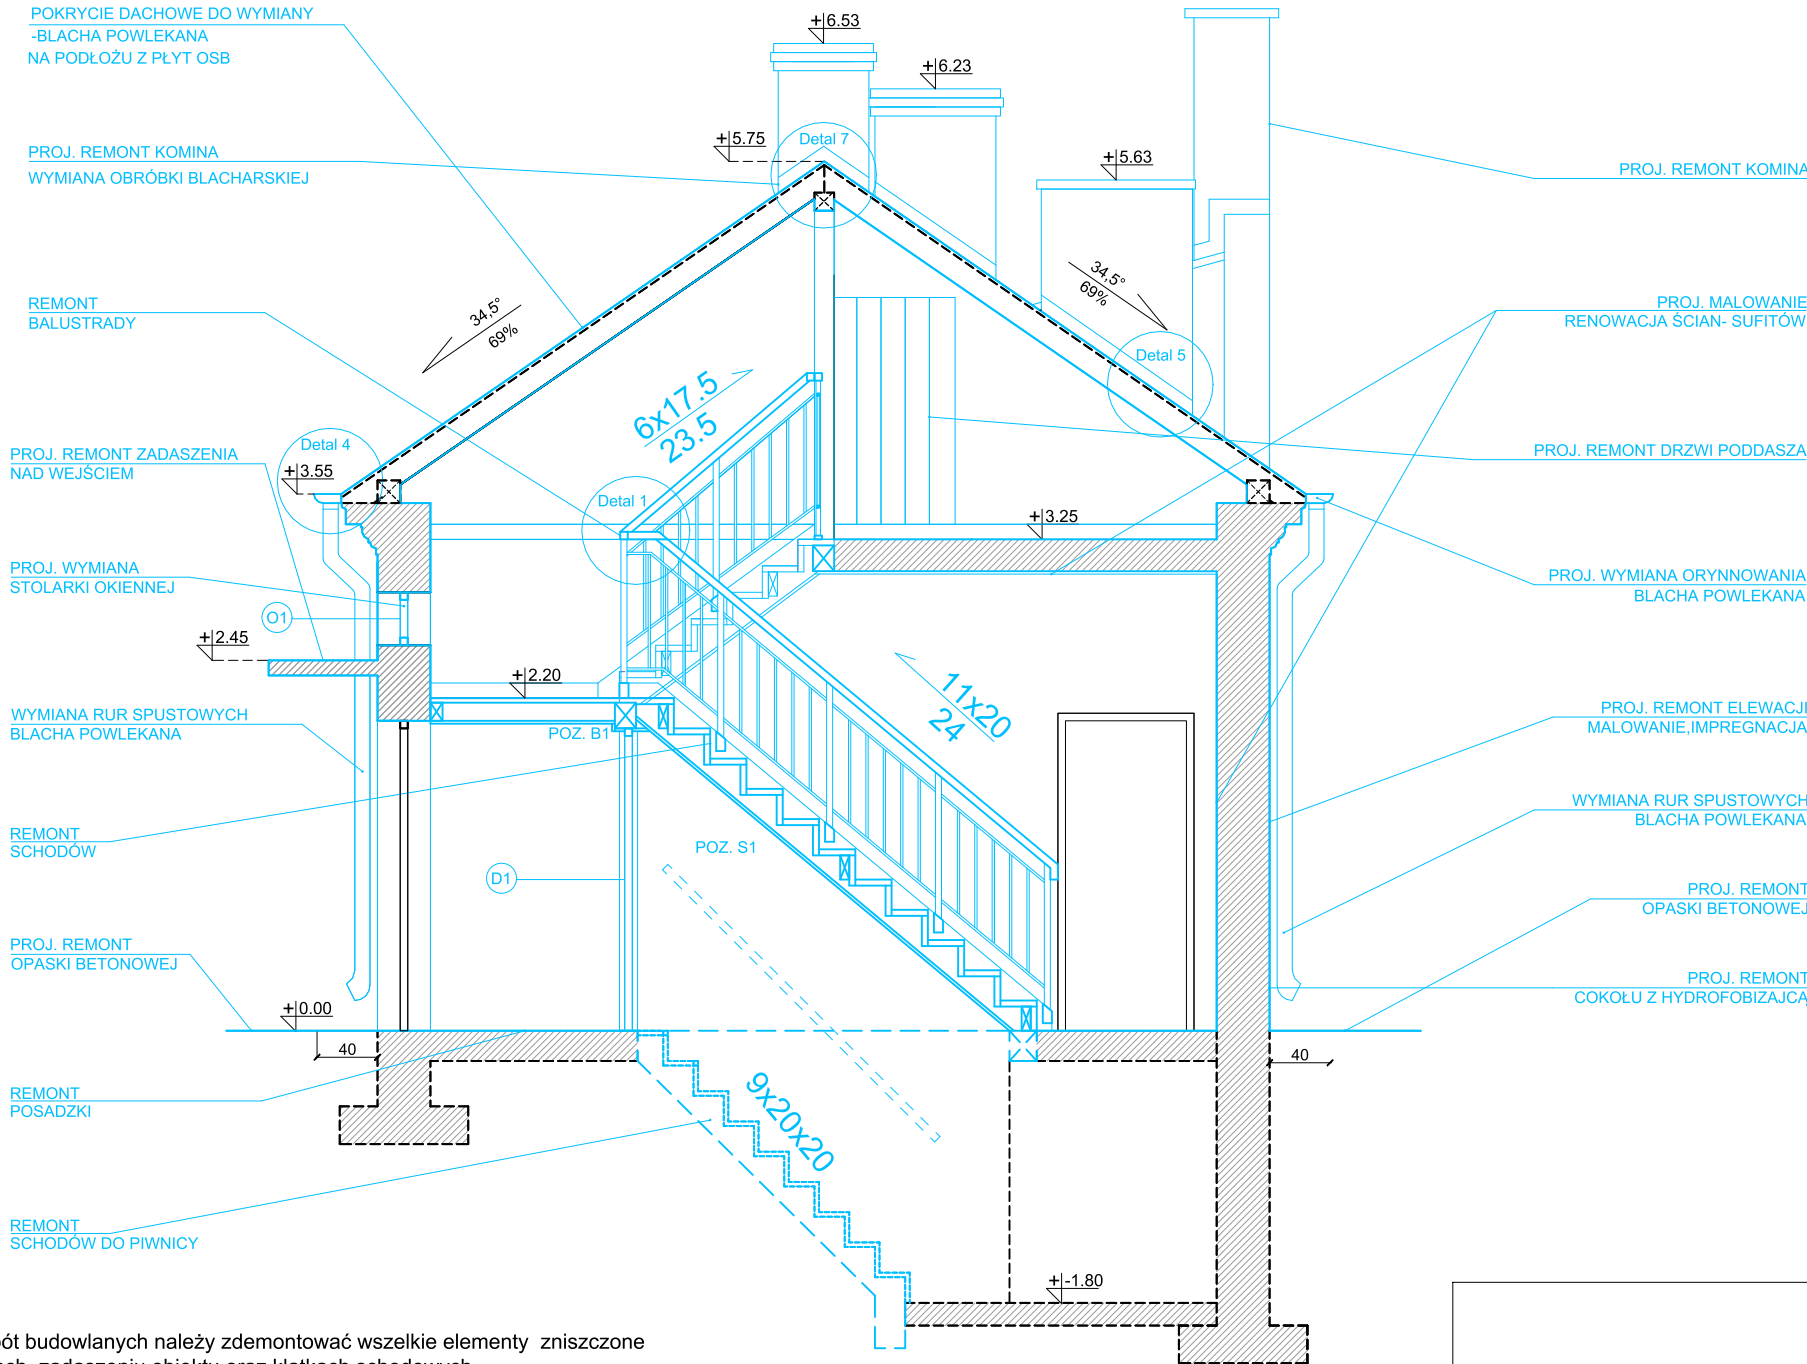 POKRYCIE DACHOWE DO WYMIANY
-BLACHA POWLEKANA
NA PODŁOŻU Z PŁYT OSB
PROJ. REMONT KOMINA
WYMIANA OBRÓBKI BLACHARSKIEJ
REMONT
BALUSTRADY
PROJ. REMONT ZADASZENIA
NAD WEJŚCIEM
PROJ. WYMIANA
STOLARKI OKIENNEJ
WYMIANA RUR SPUSTOWYCH
BLACHA POWLEKANA
REMONT
SCHODÓW
PROJ. REMONT
OPASKI BETONOWEJ
REMONT
POSADZKI
REMONT
SCHODÓW DO PIWNICY
+6.53
+6.23
+5.75
Detal 7
+5.63
34,5°
69%
34,5°
69%
Detal 5
6x17.5
23.5
Detal 4
+3.55
Detal 1
+3.25
O1
+2.45
+2.20
POZ. B1
11x20
24
POZ. S1
D1
+0.00
40
40
9x20x20
+-1.80
PROJ. REMONT KOMINA
PROJ. MALOWANIE
RENOWACJA ŚCIAN- SUFITÓW
PROJ. REMONT DRZWI PODDASZA
PROJ. WYMIANA ORYNNOWANIA
BLACHA POWLEKANA
PROJ. REMONT ELEWACJI
MALOWANIE,IMPREGNACJA
WYMIANA RUR SPUSTOWYCH
BLACHA POWLEKANA
PROJ. REMONT
OPASKI BETONOWEJ
PROJ. REMONT
COKOŁU Z HYDROFOBIZAJCĄ
budowlanych należy zdemontować wszelkie elementy zniszczone
zadaszeniu obiektu oraz klatkach schodowych